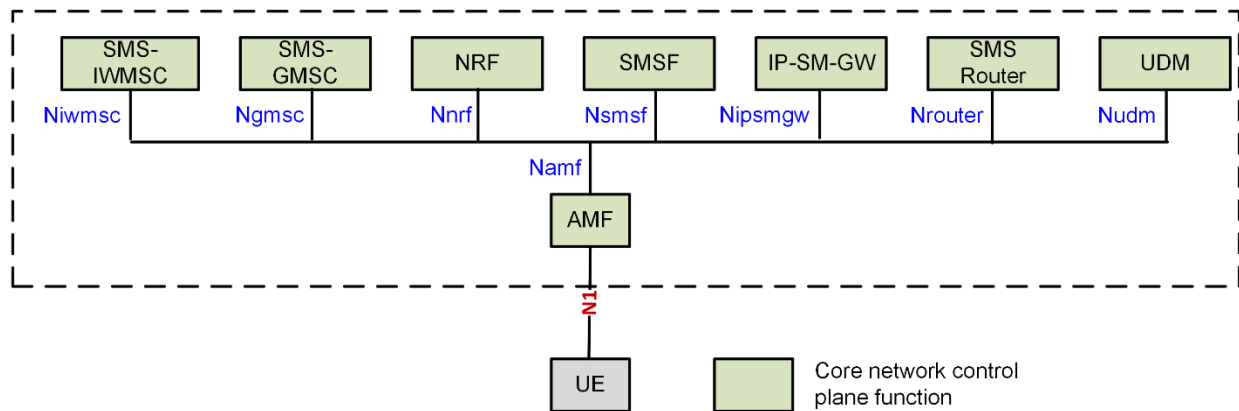 SMS-
IWMSC
SMS-
GMSC
NRF
SMSF
IP-SM-GW
SMS
Router
UDM
Niwmsc
Ngmsc
Nnrf
Nsmsf
Nipsmgw
Nrouter
Nudm
Namf
AMF
N1
UE
Core network control
plane function